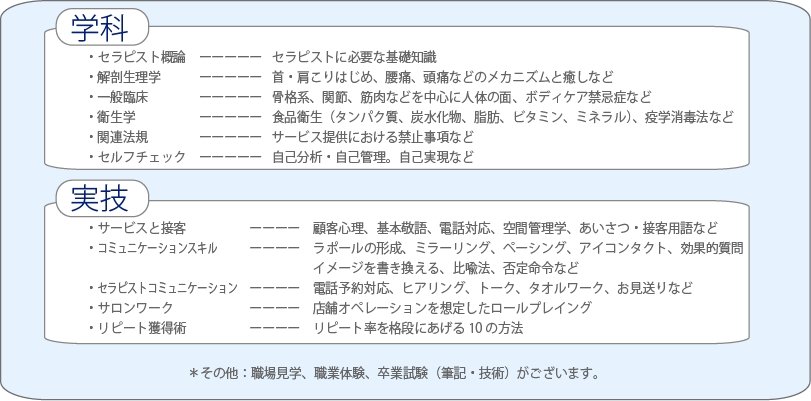 学科
・セラピスト概論 ーーーーー セラピストに必要な基礎知識
・解剖生理学 ーーーーー 首・肩こりはじめ、腰痛、頭痛などのメカニズムと癒しなど
・一般臨床 ーーーーー 骨格系、関節、筋肉などを中心に人体の面、ボディケア禁忌症など
・衛生学 ーーーーー 食品衛生（タンパク質、炭水化物、脂肪、ビタミン、ミネラル）、疫学消毒法など
・関連法規 ーーーーー サービス提供における禁止事項など
・セルフチェック ーーーーー 自己分析・自己管理。自己実現など
実技
・サービスと接客 ーーーー 顧客心理、基本敬語、電話対応、空間管理学、あいさつ・接客用語など
・コミュニケーションスキル ーーーー ラポールの形成、ミラーリング、ペーシング、アイコンタクト、効果的質問
イメージを書き換える、比喩法、否定命令など
・セラピストコミュニケーション ーーーー 電話予約対応、ヒアリング、トーク、タオルワーク、お見送りなど
・サロンワーク ーーーー 店舗オペレーションを想定したロールプレイング
・リピート獲得術 ーーーー リピート率を格段にあげる 10 の方法
＊その他：職場見学、職業体験、卒業試験（筆記・技術）がございます。